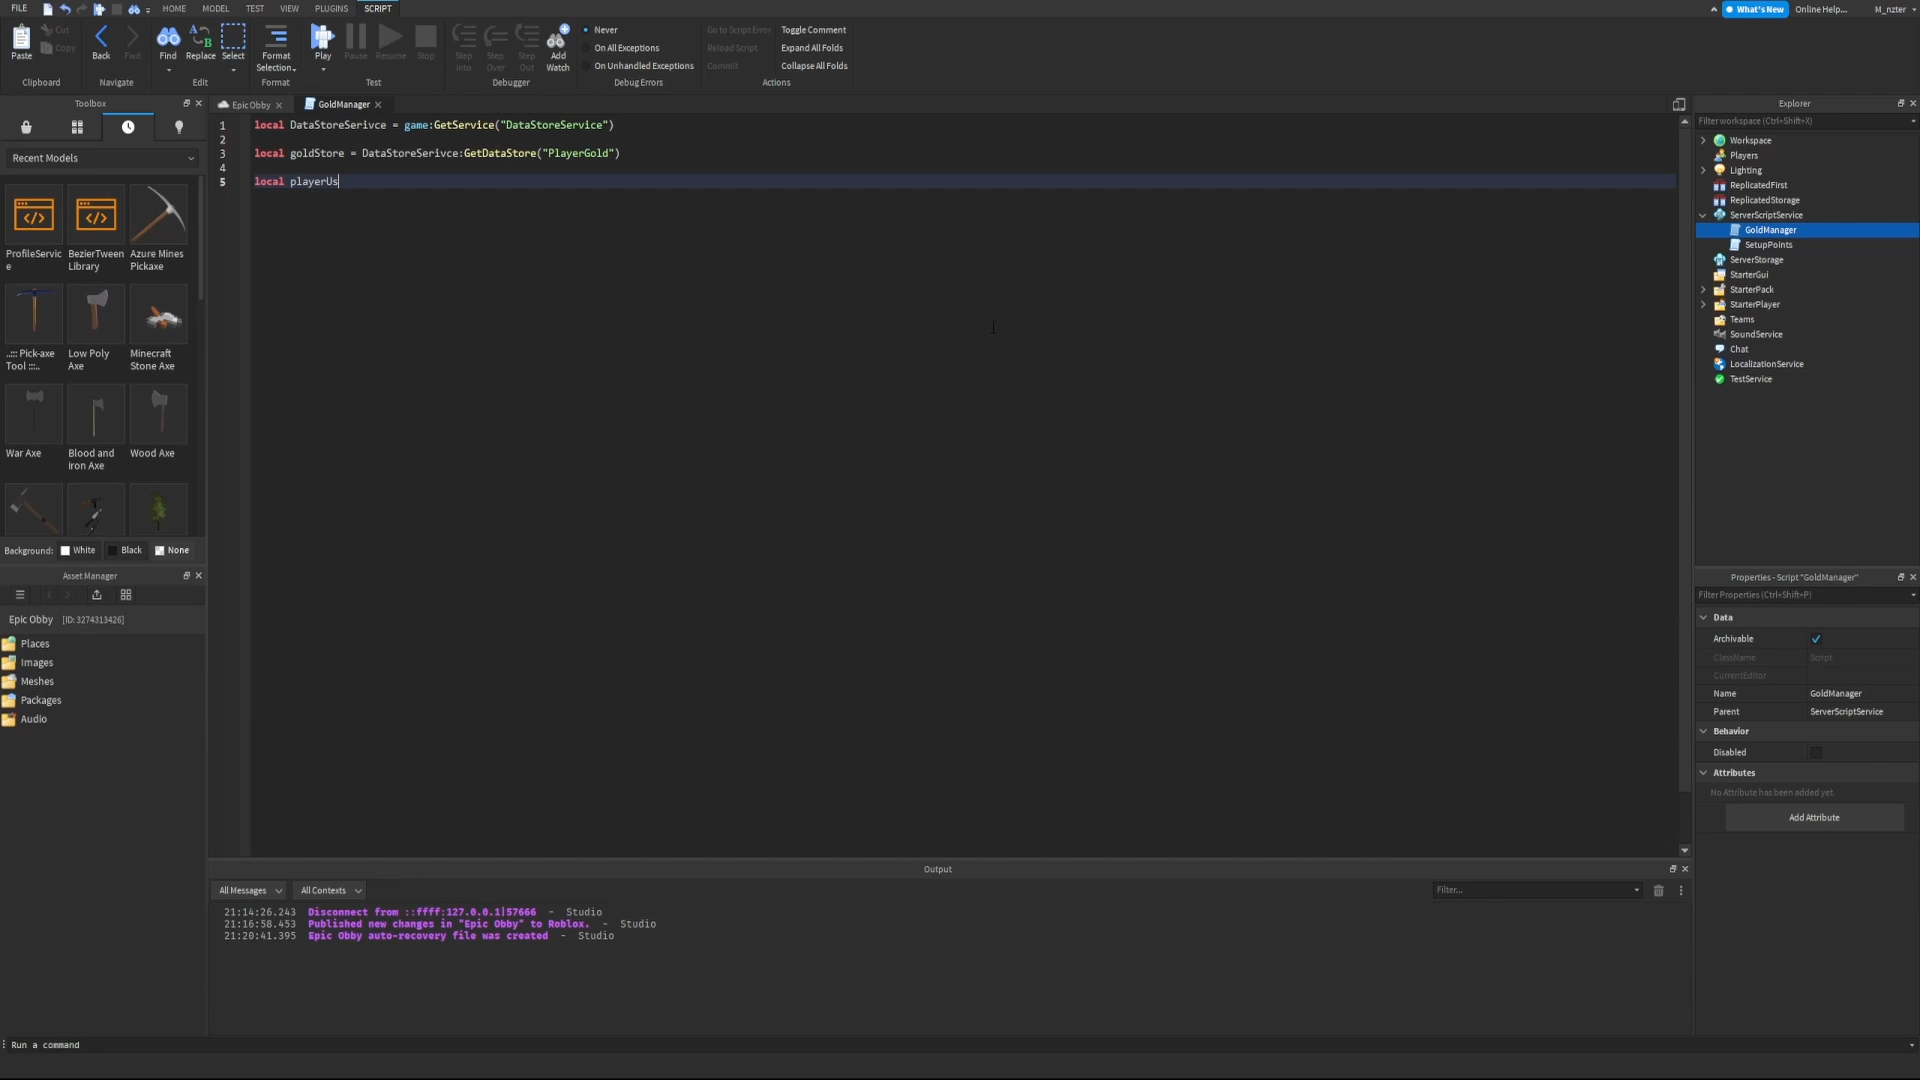 FILE HOME MODEL TEST VIEW PLUGINS SCRIPT What's New Online Help... M_nzter
Paste Cut Copy Back Fwd Find Replace Select Format Selection Play Pause Resume Stop Step Into Step Over Step Out Add Watch
Never Go to Script Error Toggle Comment
On All Exceptions Reload Script Expand All Folds
On Unhandled Exceptions Commit Collapse All Folds
Clipboard Navigate Edit Format Test Debugger Debug Errors Actions
Toolbox
Recent Models
ProfileServic
e
BezierTween
Library
Azure Mines
Pickaxe
..::: Pick-axe
Tool :::..
Low Poly
Axe
Minecraft
Stone Axe
War Axe
Blood and
iron Axe
Wood Axe
Background: White Black None
Asset Manager
Epic Obby [ID: 3274313426]
Places
Images
Meshes
Packages
Audio
Epic Obby GoldManager
1 local DataStoreSerivce = game:GetService("DataStoreService")
2
3 local goldStore = DataStoreSerivce:GetDataStore("PlayerGold")
4
5 local playerUs
Output
All Messages All Contexts Filter...
21:14:26.243 Disconnect from ::ffff:127.0.0.1|57666 - Studio
21:16:58.453 Published new changes in "Epic Obby" to Roblox. - Studio
21:20:41.395 Epic Obby auto-recovery file was created - Studio
Run a command
Explorer
Filter workspace (Ctrl+Shift+X)
Workspace
Players
Lighting
ReplicatedFirst
ReplicatedStorage
ServerScriptService
GoldManager
SetupPoints
ServerStorage
StarterGui
StarterPack
StarterPlayer
Teams
SoundService
Chat
LocalizationService
TestService
Properties - Script "GoldManager"
Filter Properties (Ctrl+Shift+P)
Data
Archivable
ClassName Script
CurrentEditor
Name GoldManager
Parent ServerScriptService
Behavior
Disabled
Attributes
No Attribute has been added yet
Add Attribute